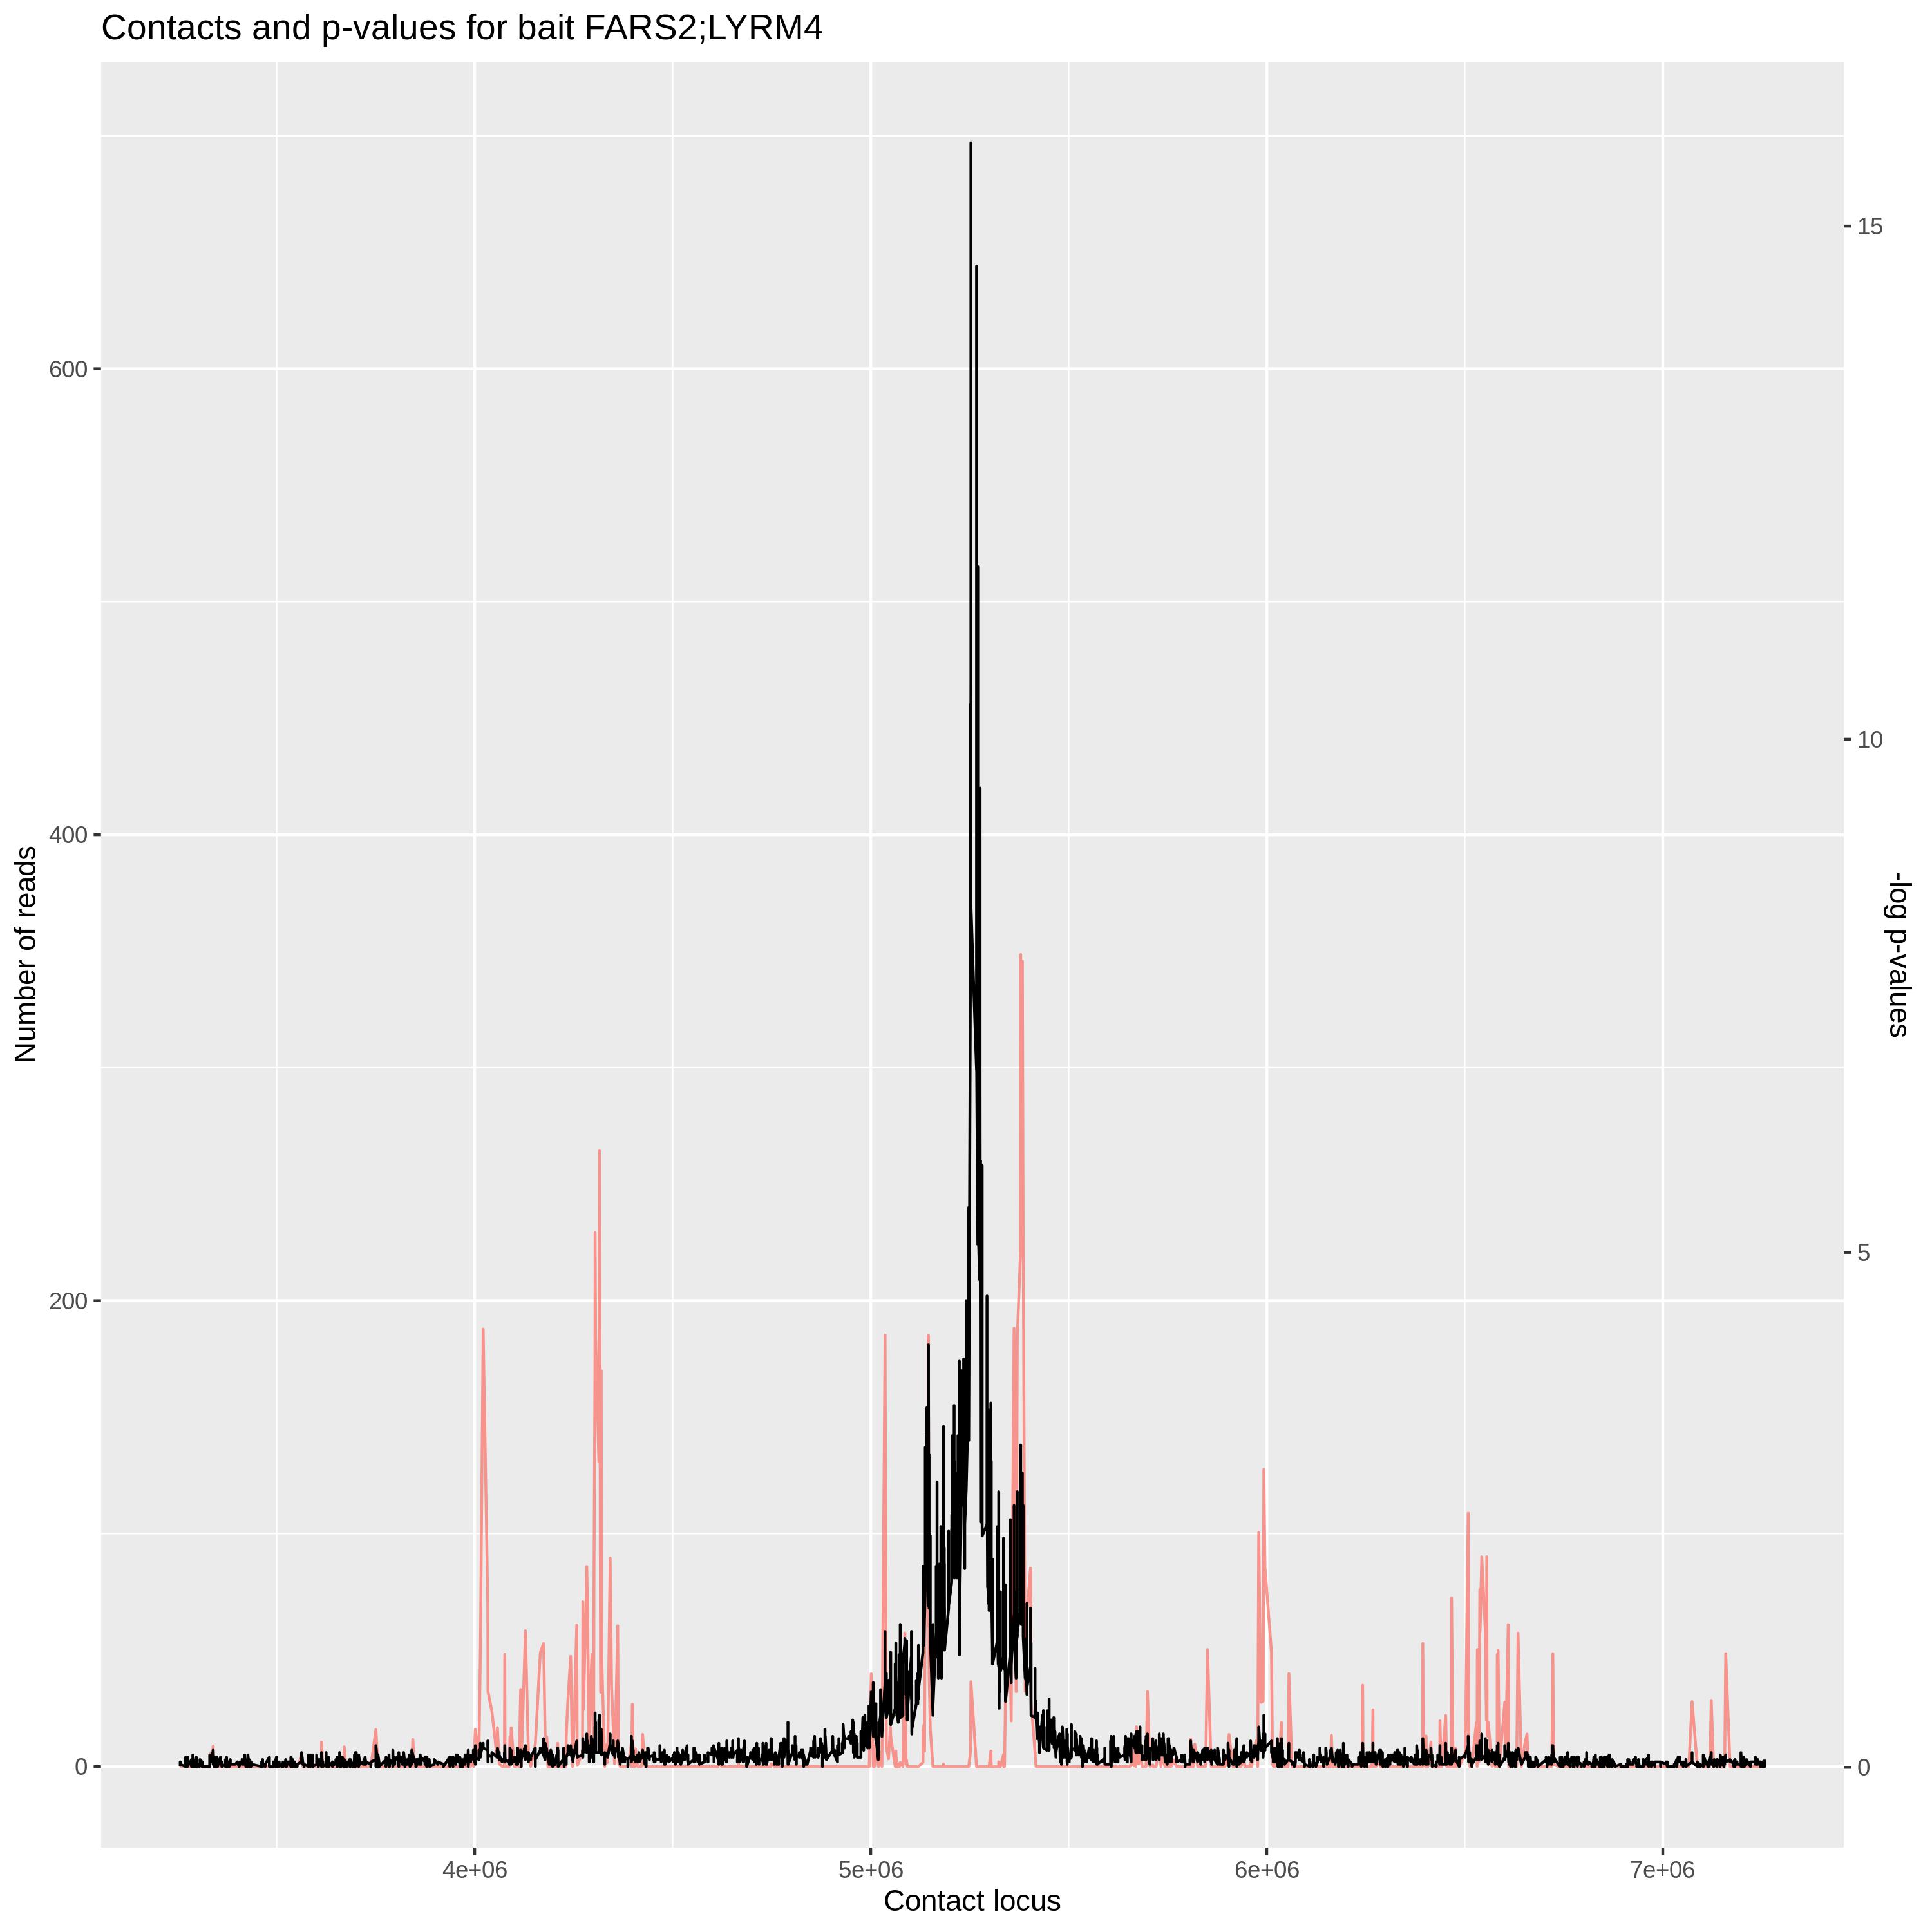 Contacts and p-values for bait FARS2;LYRM4
Number of reads
600
400
200
0
15
10
5
0
-log p-values
4e+06
5e+06
6e+06
7e+06
Contact locus